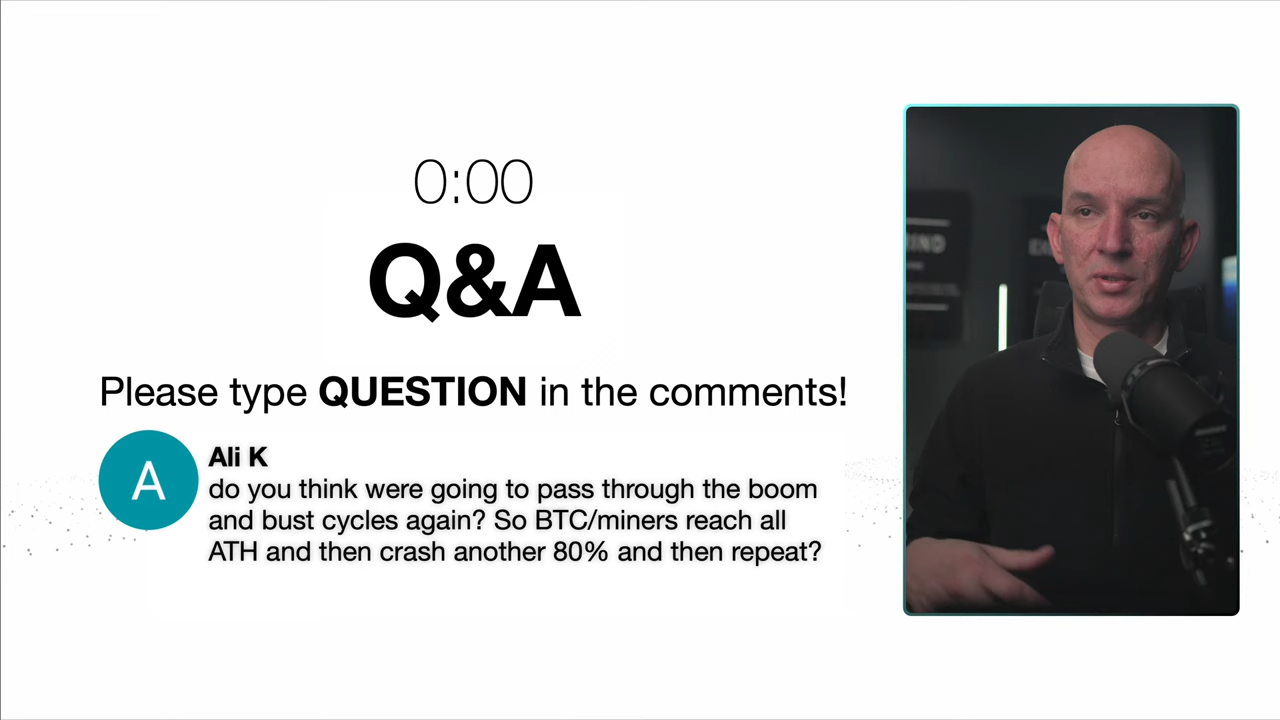 0:00
Q&A
Please type QUESTION in the comments!
A
Ali K
do you think were going to pass through the boom
and bust cycles again? So BTC/miners reach all
ATH and then crash another 80% and then repeat?